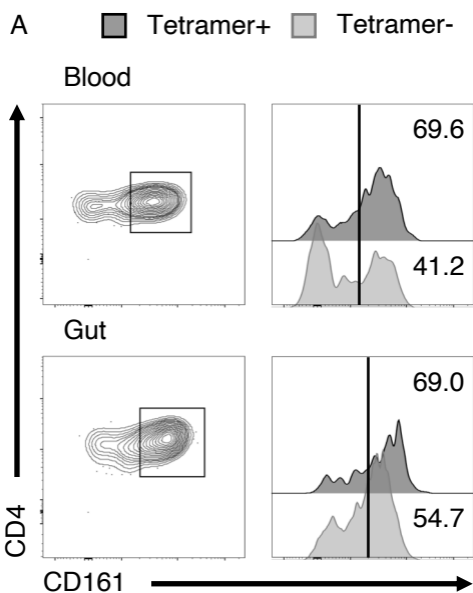 A
Tetramer+ Tetramer-
Blood
69.6
41.2
Gut
69.0
54.7
CD4
CD161